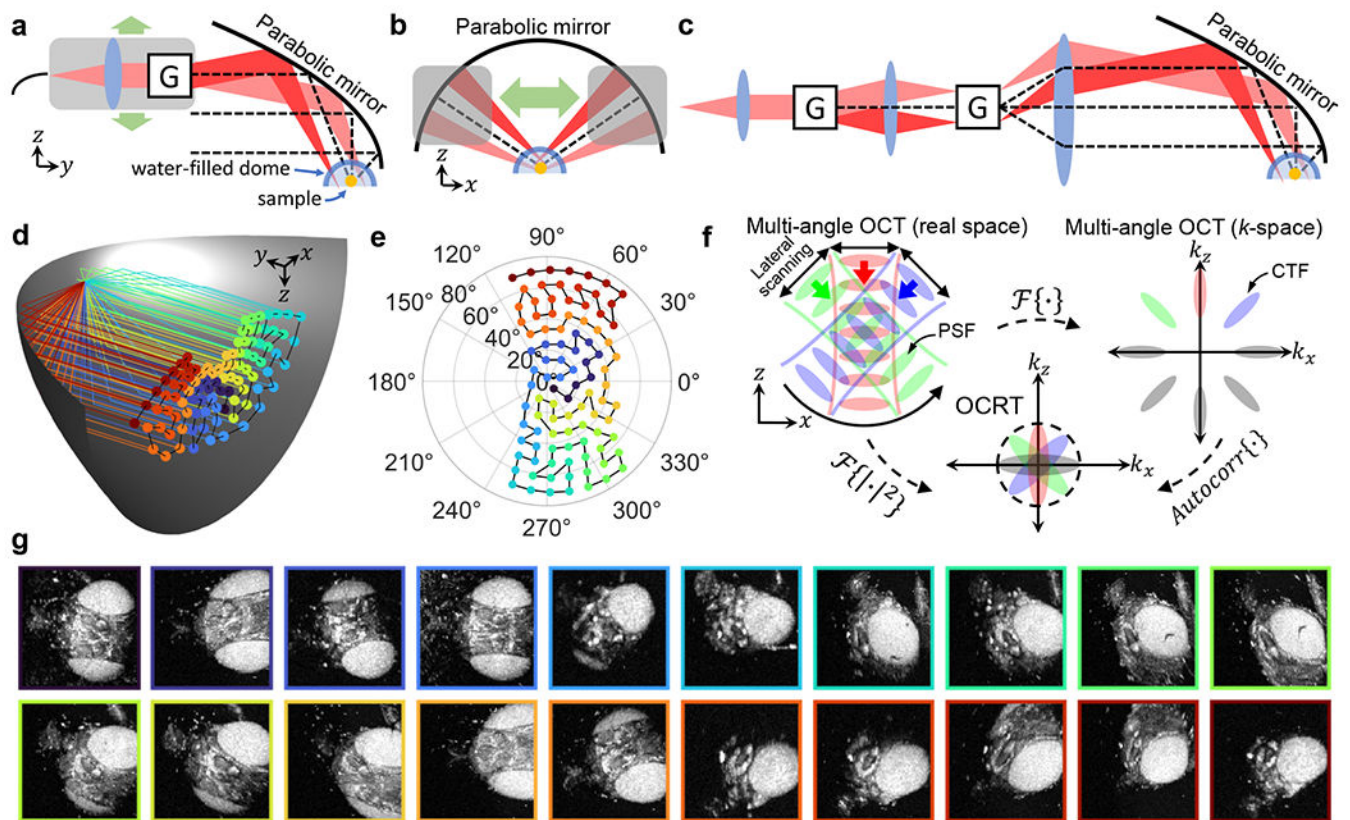 a
G
Parabolic mirror
z
y
water-filled dome
sample
b
Parabolic mirror
z
x
c
G
G
Parabolic mirror
d
y
x
z
e
90°
120°
60°
150°
80°
30°
60°
40°
20°
180°
0
0°
210°
330°
240°
300°
270°
f
Multi-angle OCT (real space)
Multi-angle OCT (k-space)
Lateral
scanning
PSF
z
x
ℱ{·}
k_z
CTF
k_x
k_z
OCRT
k_x
ℱ{|·|²}
Autocorr{·}
g